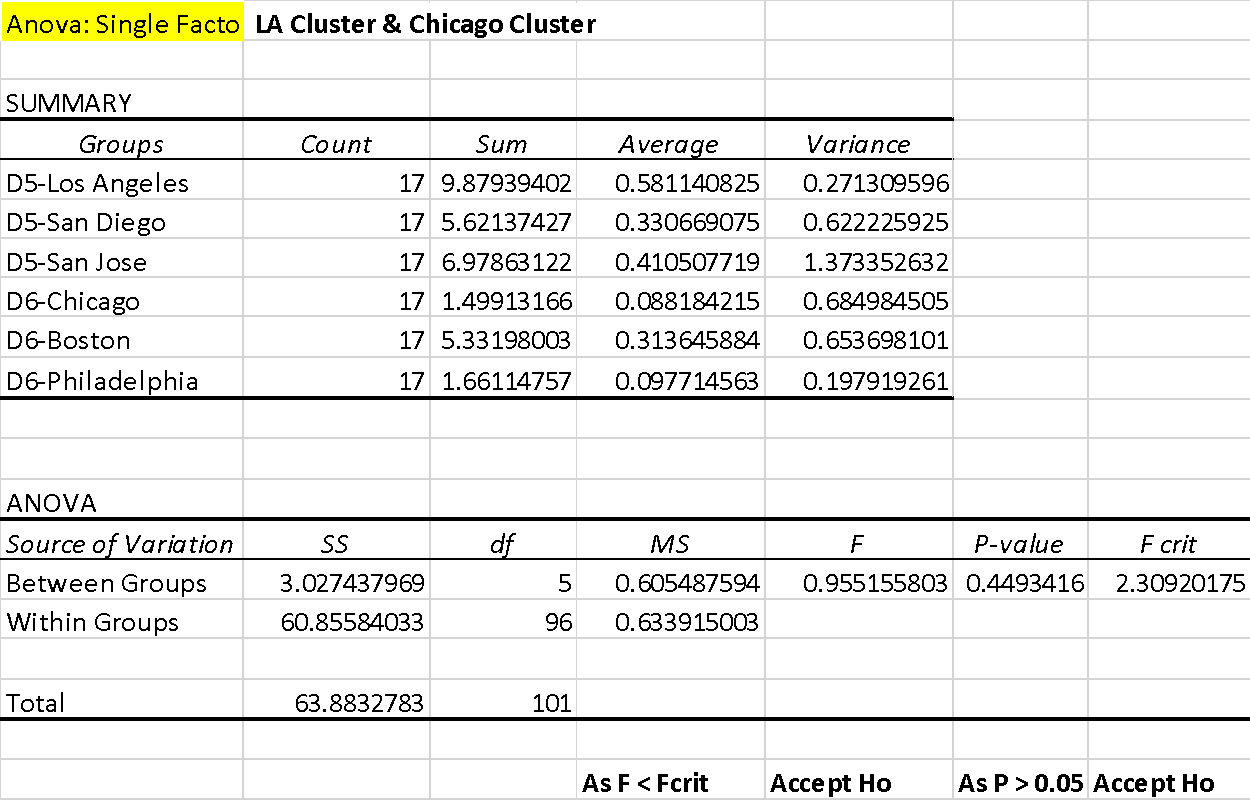 Anova: Single Facto LA Cluster & Chicago Cluster
SUMMARY
Groups Count Sum Average Variance
D5-Los Angeles 17 9.87939402 0.581140825 0.271309596
D5-San Diego 17 5.62137427 0.330669075 0.622225925
D5-San Jose 17 6.97863122 0.410507719 1.373352632
D6-Chicago 17 1.49913166 0.088184215 0.684984505
D6-Boston 17 5.33198003 0.313645884 0.653698101
D6-Philadelphia 17 1.66114757 0.097714563 0.197919261
ANOVA
Source of Variation SS df MS F P-value F crit
Between Groups 3.027437969 5 0.605487594 0.955155803 0.4493416 2.30920175
Within Groups 60.85584033 96 0.633915003
Total 63.8832783 101
As F < Fcrit Accept Ho As P > 0.05 Accept Ho